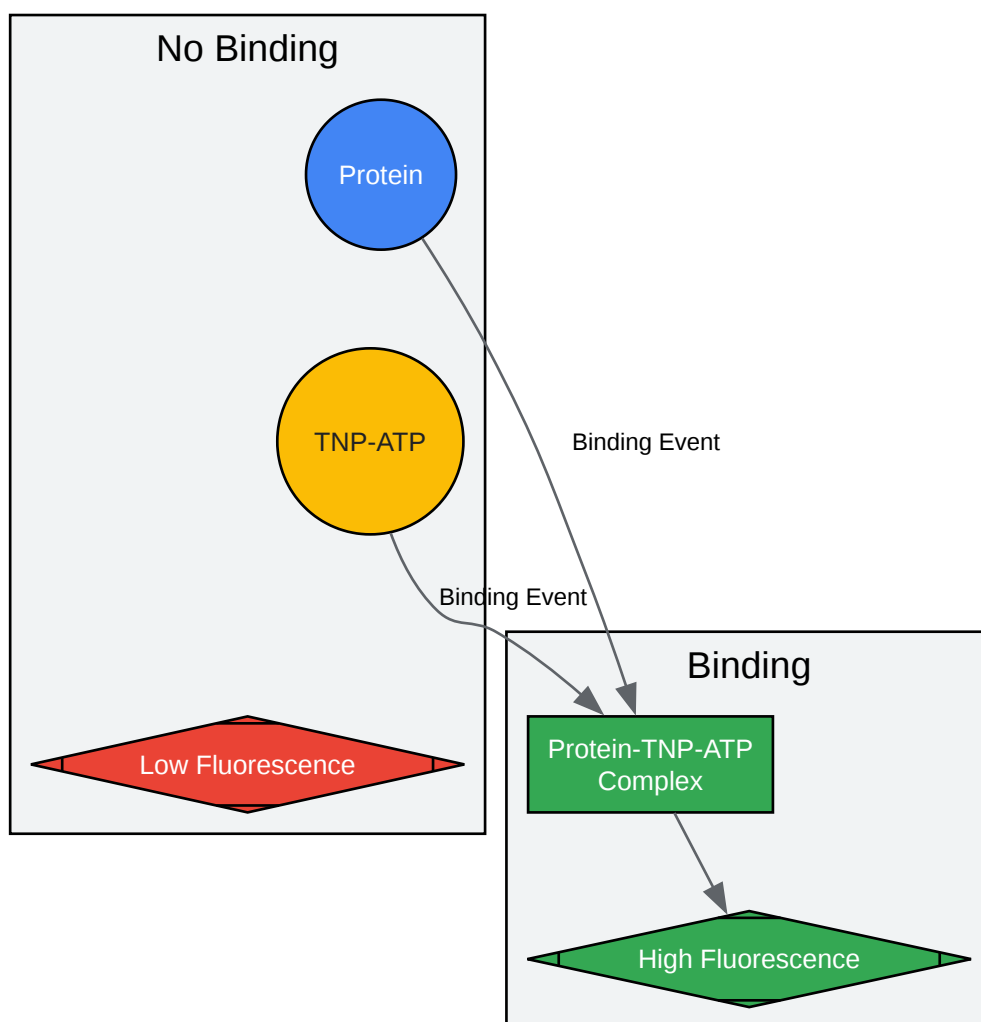 No Binding
Protein
TNP-ATP
Binding Event
Binding Event
Binding
Protein-TNP-ATP
Complex
Low Fluorescence
High Fluorescence